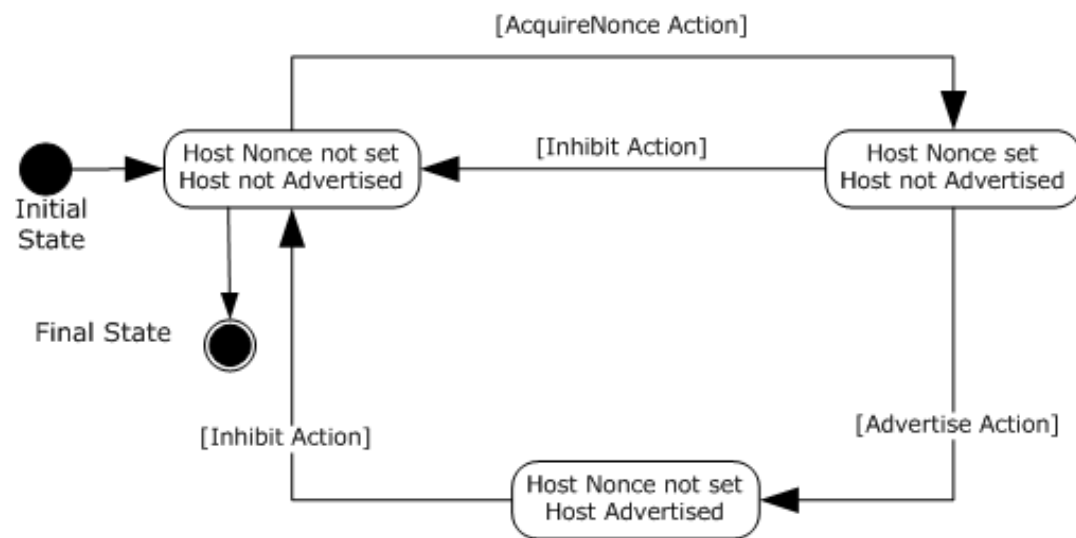 [AcquireNonce Action]
Host Nonce not set
Host not Advertised
[Inhibit Action]
Host Nonce set
Host not Advertised
Initial
State
Final State
[Inhibit Action]
[Advertise Action]
Host Nonce not set
Host Advertised